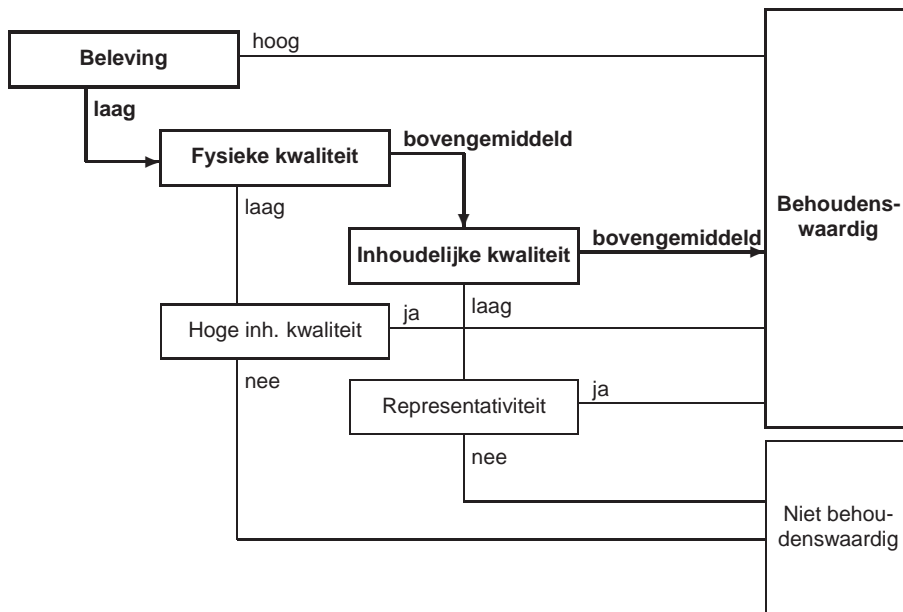 hoog
Beleving
laag
bovengemiddeld
Fysieke kwaliteit
laag
Behoudens-
waardig
bovengemiddeld
Inhoudelijke kwaliteit
laag
ja
Hoge inh. kwaliteit
nee
ja
Representativiteit
nee
Niet behou-
denswaardig